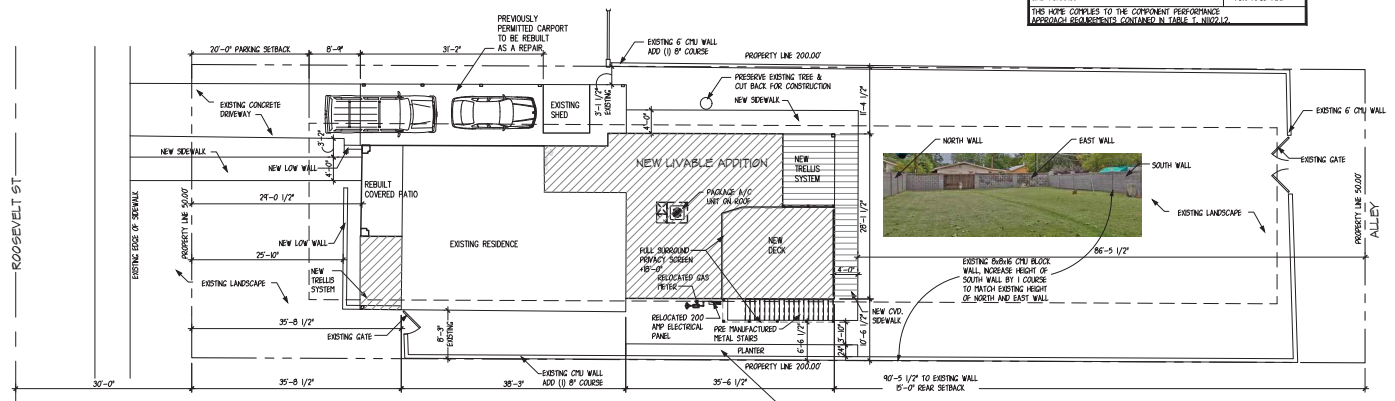 THIS HOME COMPLIES TO THE COMPONENT PERFORMANCE
APPROACH REQUIREMENTS CONTAINED IN TABLE T. N1102.1.2.
PREVIOUSLY
PERMITTED CARPORT
TO BE REBUILT
AS A REPAIR
20'-0" PARKING SETBACK
8'-9"
31'-2"
EXISTING 6' CMU WALL
ADD (1) 8" COURSE
PROPERTY LINE 200.00'
PRESERVE EXISTING TREE &
CUT BACK FOR CONSTRUCTION
NEW SIDEWALK
EXISTING CONCRETE
DRIVEWAY
EXISTING
SHED
3'-1 1/2"
EXISTING
4'-0"
11'-4 1/2"
EXISTING 6' CMU WALL
NEW SIDEWALK
3'-2"
NEW LOW WALL
4'-0"
NEW LIVABLE ADDITION
NEW
TRELLIS
SYSTEM
NORTH WALL
EAST WALL
SOUTH WALL
EXISTING GATE
REBUILT
COVERED PATIO
29'-0 1/2"
PACKAGE A/C
UNIT ON ROOF
EXISTING LANDSCAPE
ROOSEVELT ST
EXISTING EDGE OF SIDEWALK
PROPERTY LINE 50.00'
NEW LOW WALL
25'-10"
EXISTING RESIDENCE
FULL SURROUND
PRIVACY SCREEN
+18'-0"
NEW
DECK
28'-1 1/2"
86'-5 1/2"
PROPERTY LINE 50.00'
ALLEY
NEW
TRELLIS
SYSTEM
EXISTING LANDSCAPE
RELOCATED GAS
METER
4'-0"
EXISTING 8x8x16 CMU BLOCK
WALL, INCREASE HEIGHT OF
SOUTH WALL BY 1 COURSE
TO MATCH EXISTING HEIGHT
OF NORTH AND EAST WALL
35'-8 1/2"
EXISTING GATE
8'-3"
EXISTING
RELOCATED 200
AMP ELECTRICAL
PANEL
PRE MANUFACTURED
METAL STAIRS
NEW CVD.
SIDEWALK
PLANTER
6'-6 1/2"
24"
3'-10"
10'-6 1/2"
PROPERTY LINE 200.00'
EXISTING CMU WALL
ADD (1) 8" COURSE
30'-0"
35'-8 1/2"
38'-3"
35'-6 1/2"
90'-5 1/2" TO EXISTING WALL
15'-0" REAR SETBACK